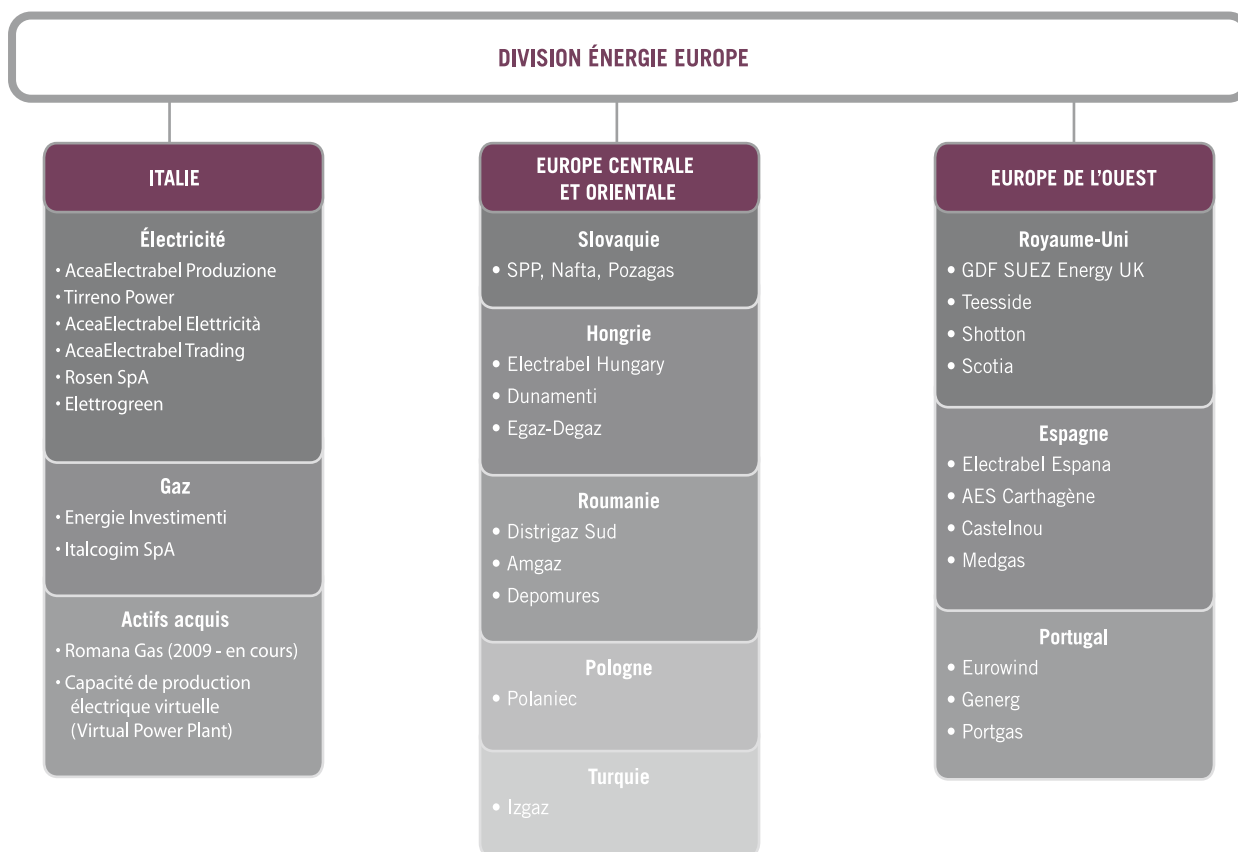 DIVISION ÉNERGIE EUROPE
ITALIE
Électricité
• AceaElectrabel Produzione
• Tirreno Power
• AceaElectrabel Elettricità
• AceaElectrabel Trading
• Rosen SpA
• Elettrogreen
Gaz
• Energie Investimenti
• Italcogim SpA
Actifs acquis
• Romana Gas (2009 - en cours)
• Capacité de production
électrique virtuelle
(Virtual Power Plant)
EUROPE CENTRALE
ET ORIENTALE
Slovaquie
• SPP, Nafta, Pozagas
Hongrie
• Electrabel Hungary
• Dunamenti
• Egaz-Degaz
Roumanie
• Distrigaz Sud
• Amgaz
• Depomures
Pologne
• Polaniec
Turquie
• Izgaz
EUROPE DE L'OUEST
Royaume-Uni
• GDF SUEZ Energy UK
• Teesside
• Shotton
• Scotia
Espagne
• Electrabel Espana
• AES Carthagène
• Castelnou
• Medgas
Portugal
• Eurowind
• Generg
• Portgas